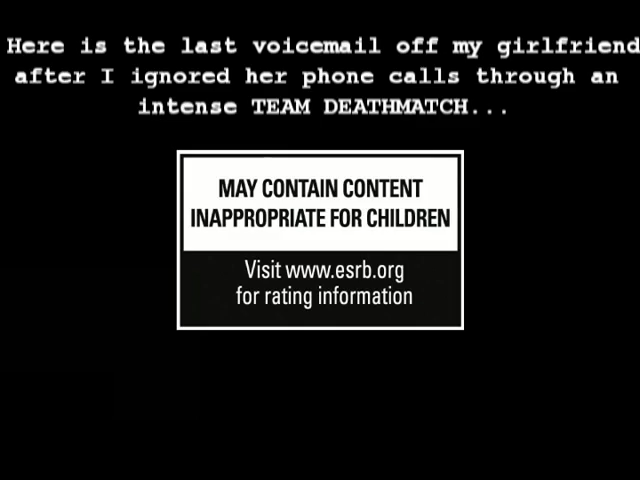 Here is the last voicemail off my girlfriend
after I ignored her phone calls through an
intense TEAM DEATHMATCH...
MAY CONTAIN CONTENT
INAPPROPRIATE FOR CHILDREN
Visit www.esrb.org
for rating information